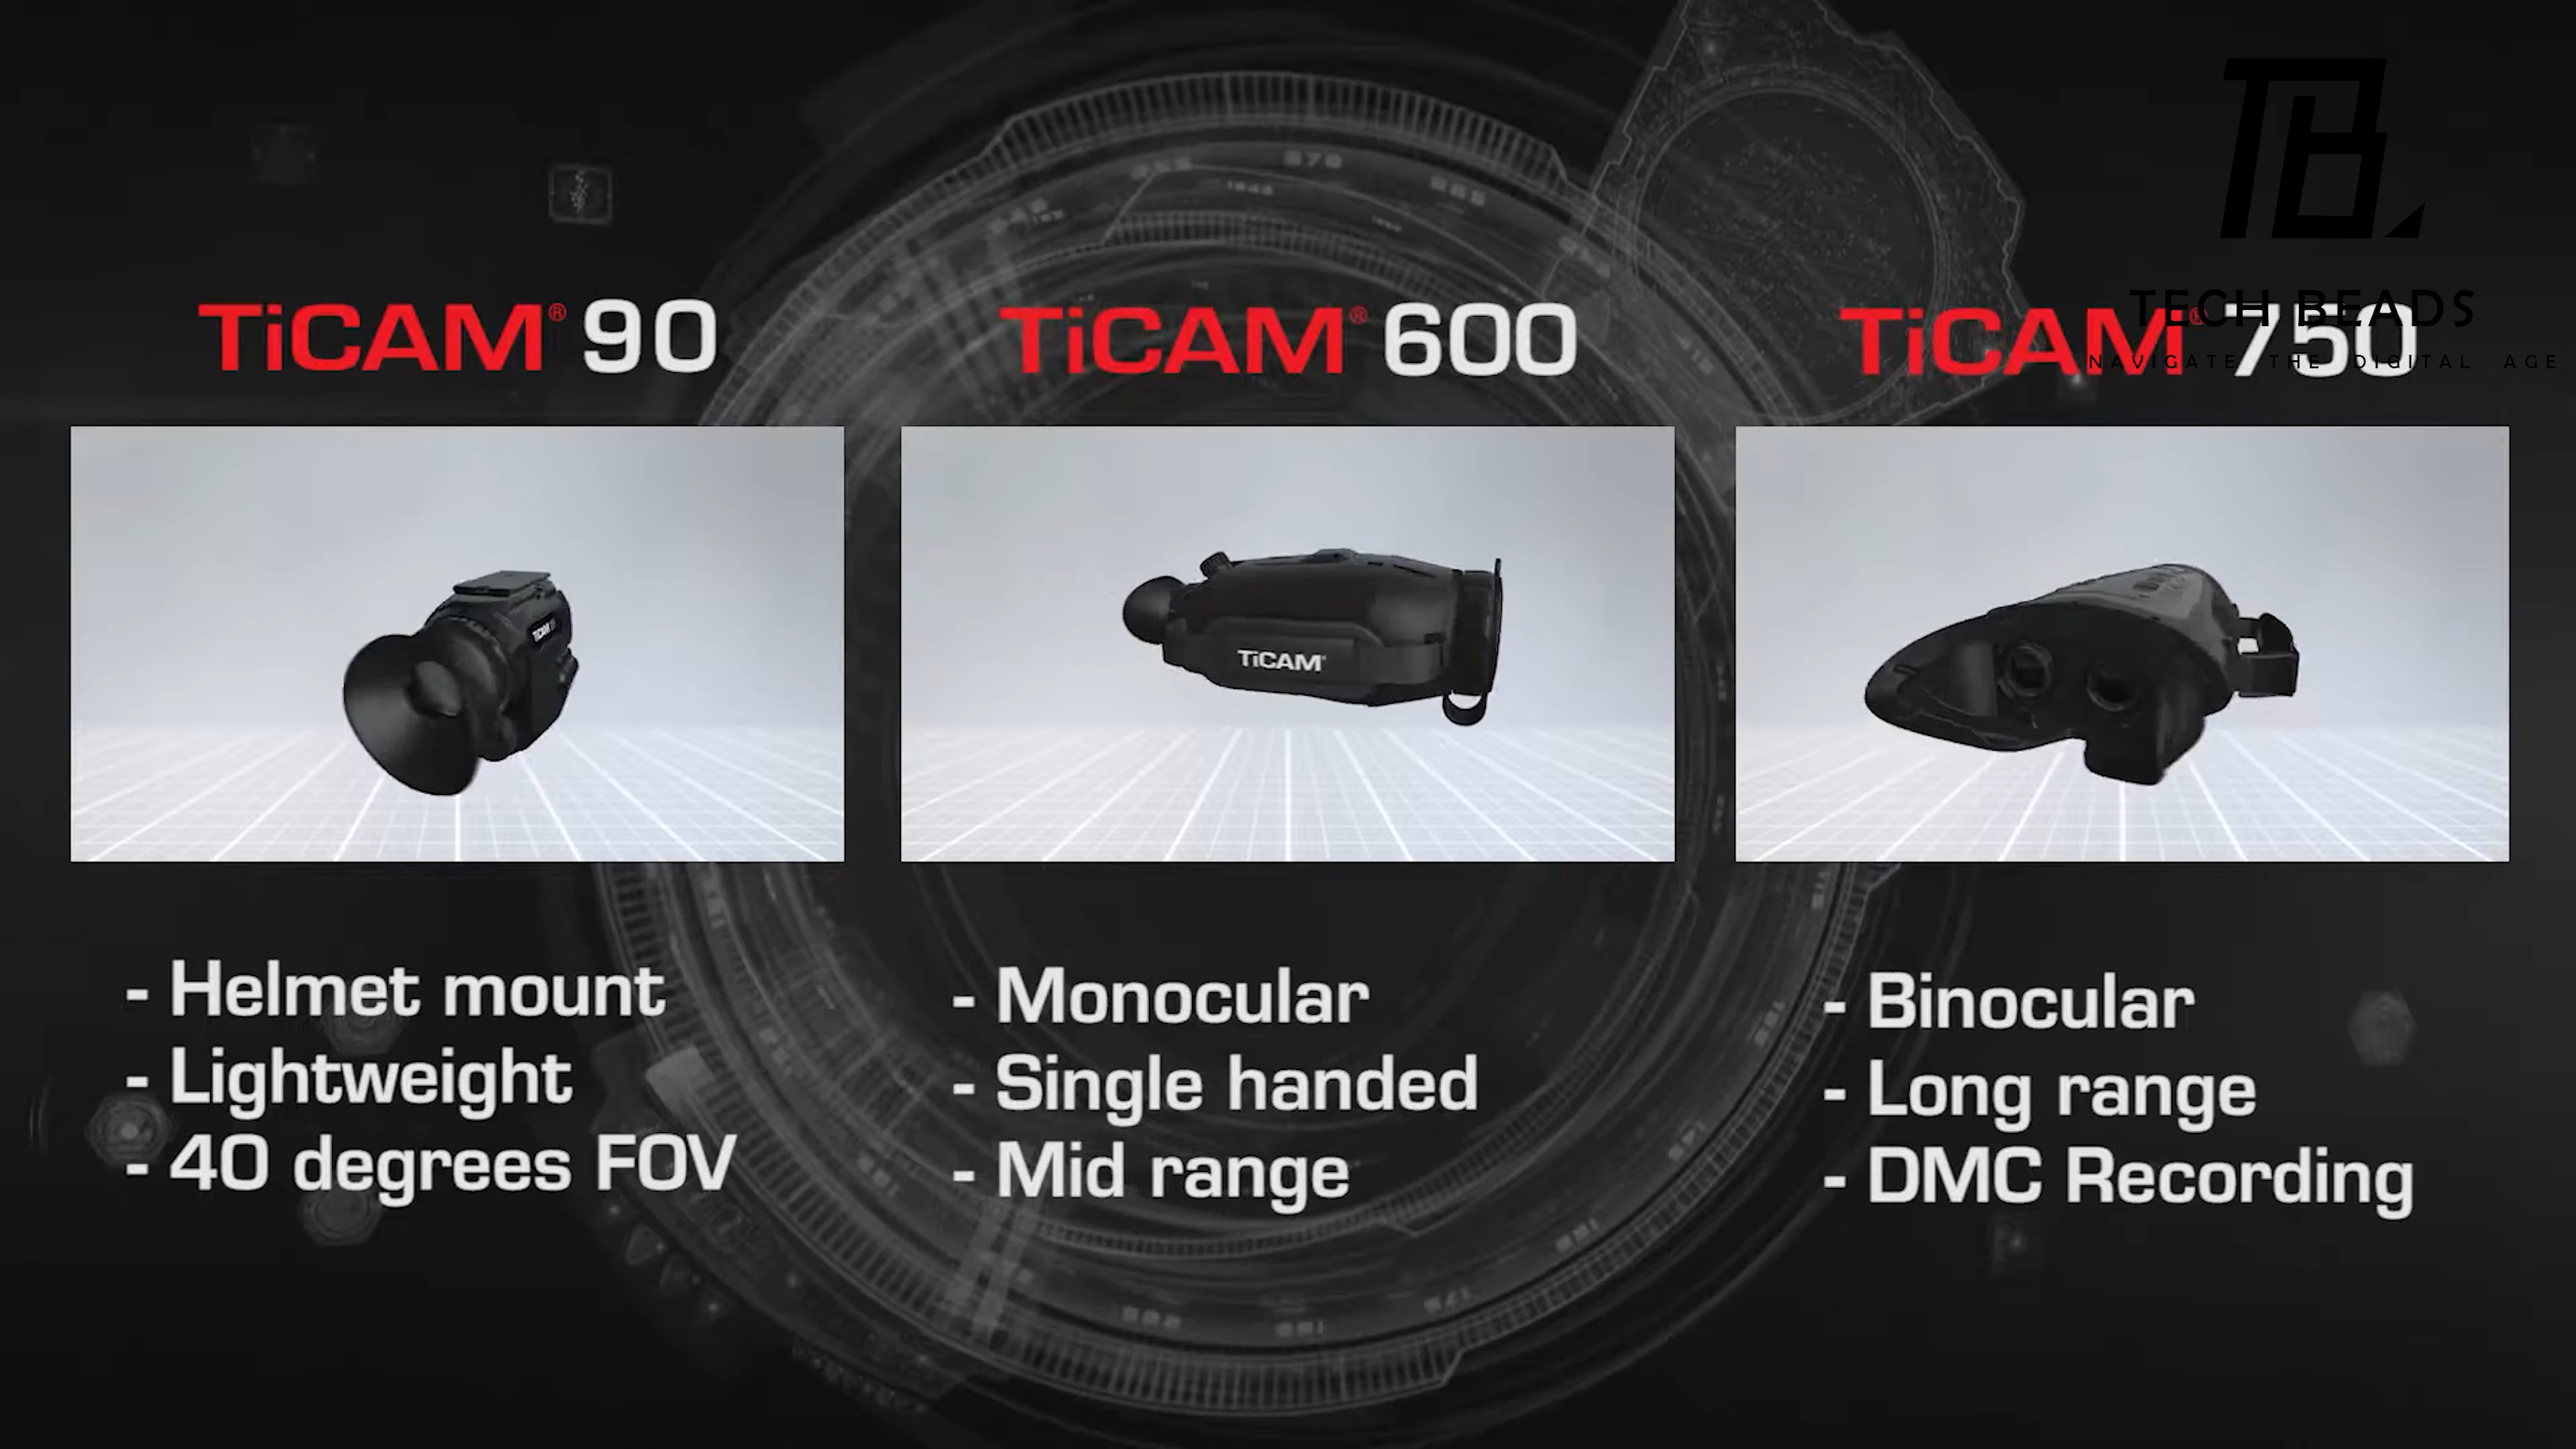 TiCAM® 90
TiCAM® 600
TiCAM® 750
TB.
TECH BEADS
NAVIGATE THE DIGITAL AGE
TiCAM
TiCAM®
- Helmet mount
- Lightweight
- 40 degrees FOV
- Monocular
- Single handed
- Mid range
- Binocular
- Long range
- DMC Recording